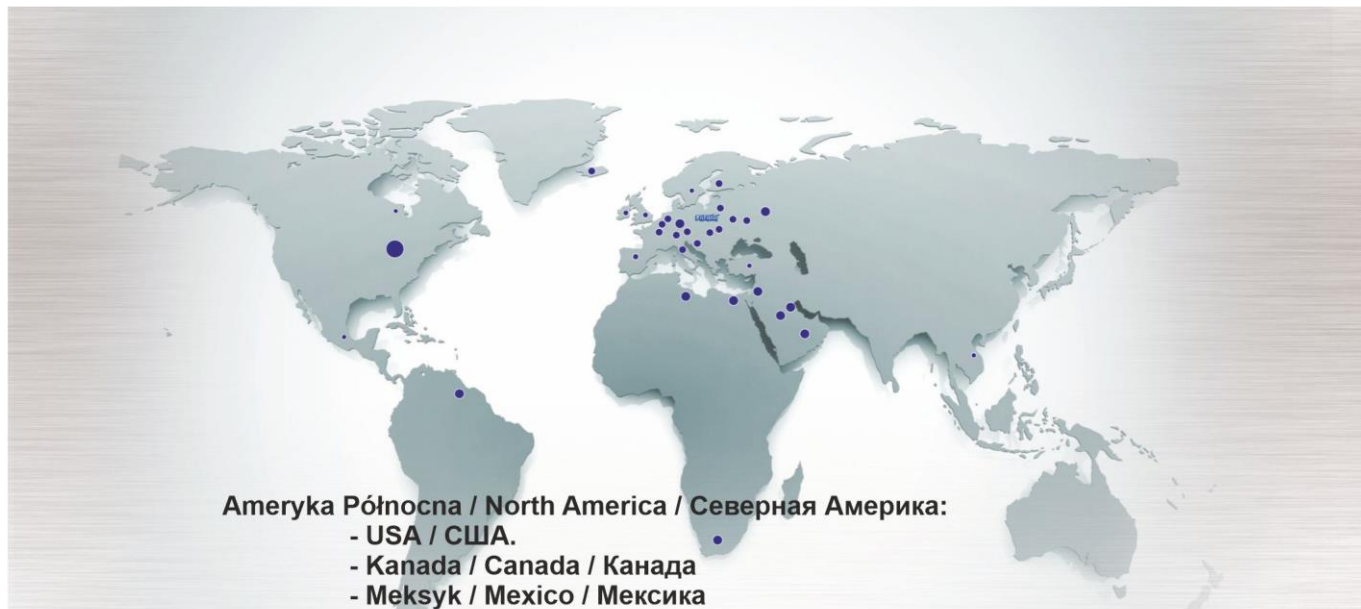 Ameryka Północna / North America / Северная Америка:
- USA / США.
- Kanada / Canada / Канада
- Meksyk / Mexico / Мексика